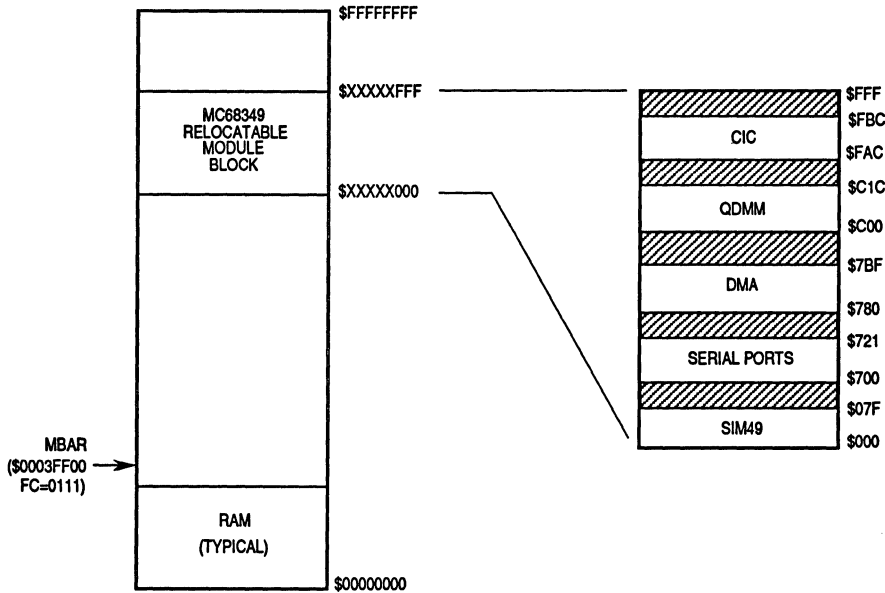 $FFFFFFFF
$XXXXXFFF
MC68349
RELOCATABLE
MODULE
BLOCK
$XXXXX000
MBAR
($0003FF00
FC=0111)
RAM
(TYPICAL)
$00000000
$FFF
$FBC
CIC
$FAC
$C1C
QDMM
$C00
$7BF
DMA
$780
$721
SERIAL PORTS
$700
$07F
SIM49
$000